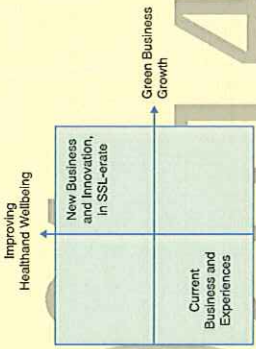 Improving
Healthand Wellbeing
New Business
and Innovation,
in SSL-erate
Green Business
Growth
Current
Business and
Experiences